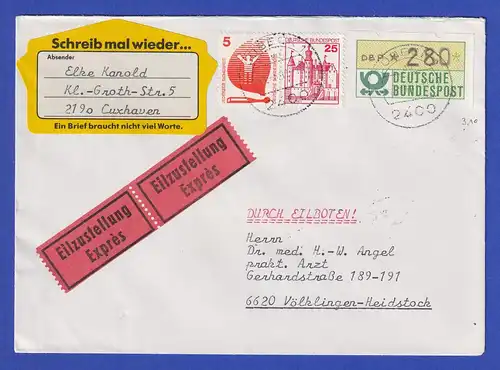 Schreib mal wieder...
Absender
Elke Kanold
Kl.-Groth-Str. 5
2190 Cuxhaven
Ein Brief braucht nicht viel Worte.
5
25
DEUTSCHE BUNDESPOST
DBP * 280
DEUTSCHE
BUNDESPOST
2400
Eilzustellung
Exprès
Eilzustellung
Exprès
DURCH EILBOTEN!
Herrn
Dr. med. H.-W. Angel
prakt. Arzt
Gerhardstraße 189-191
6620 Völklingen-Heidstock